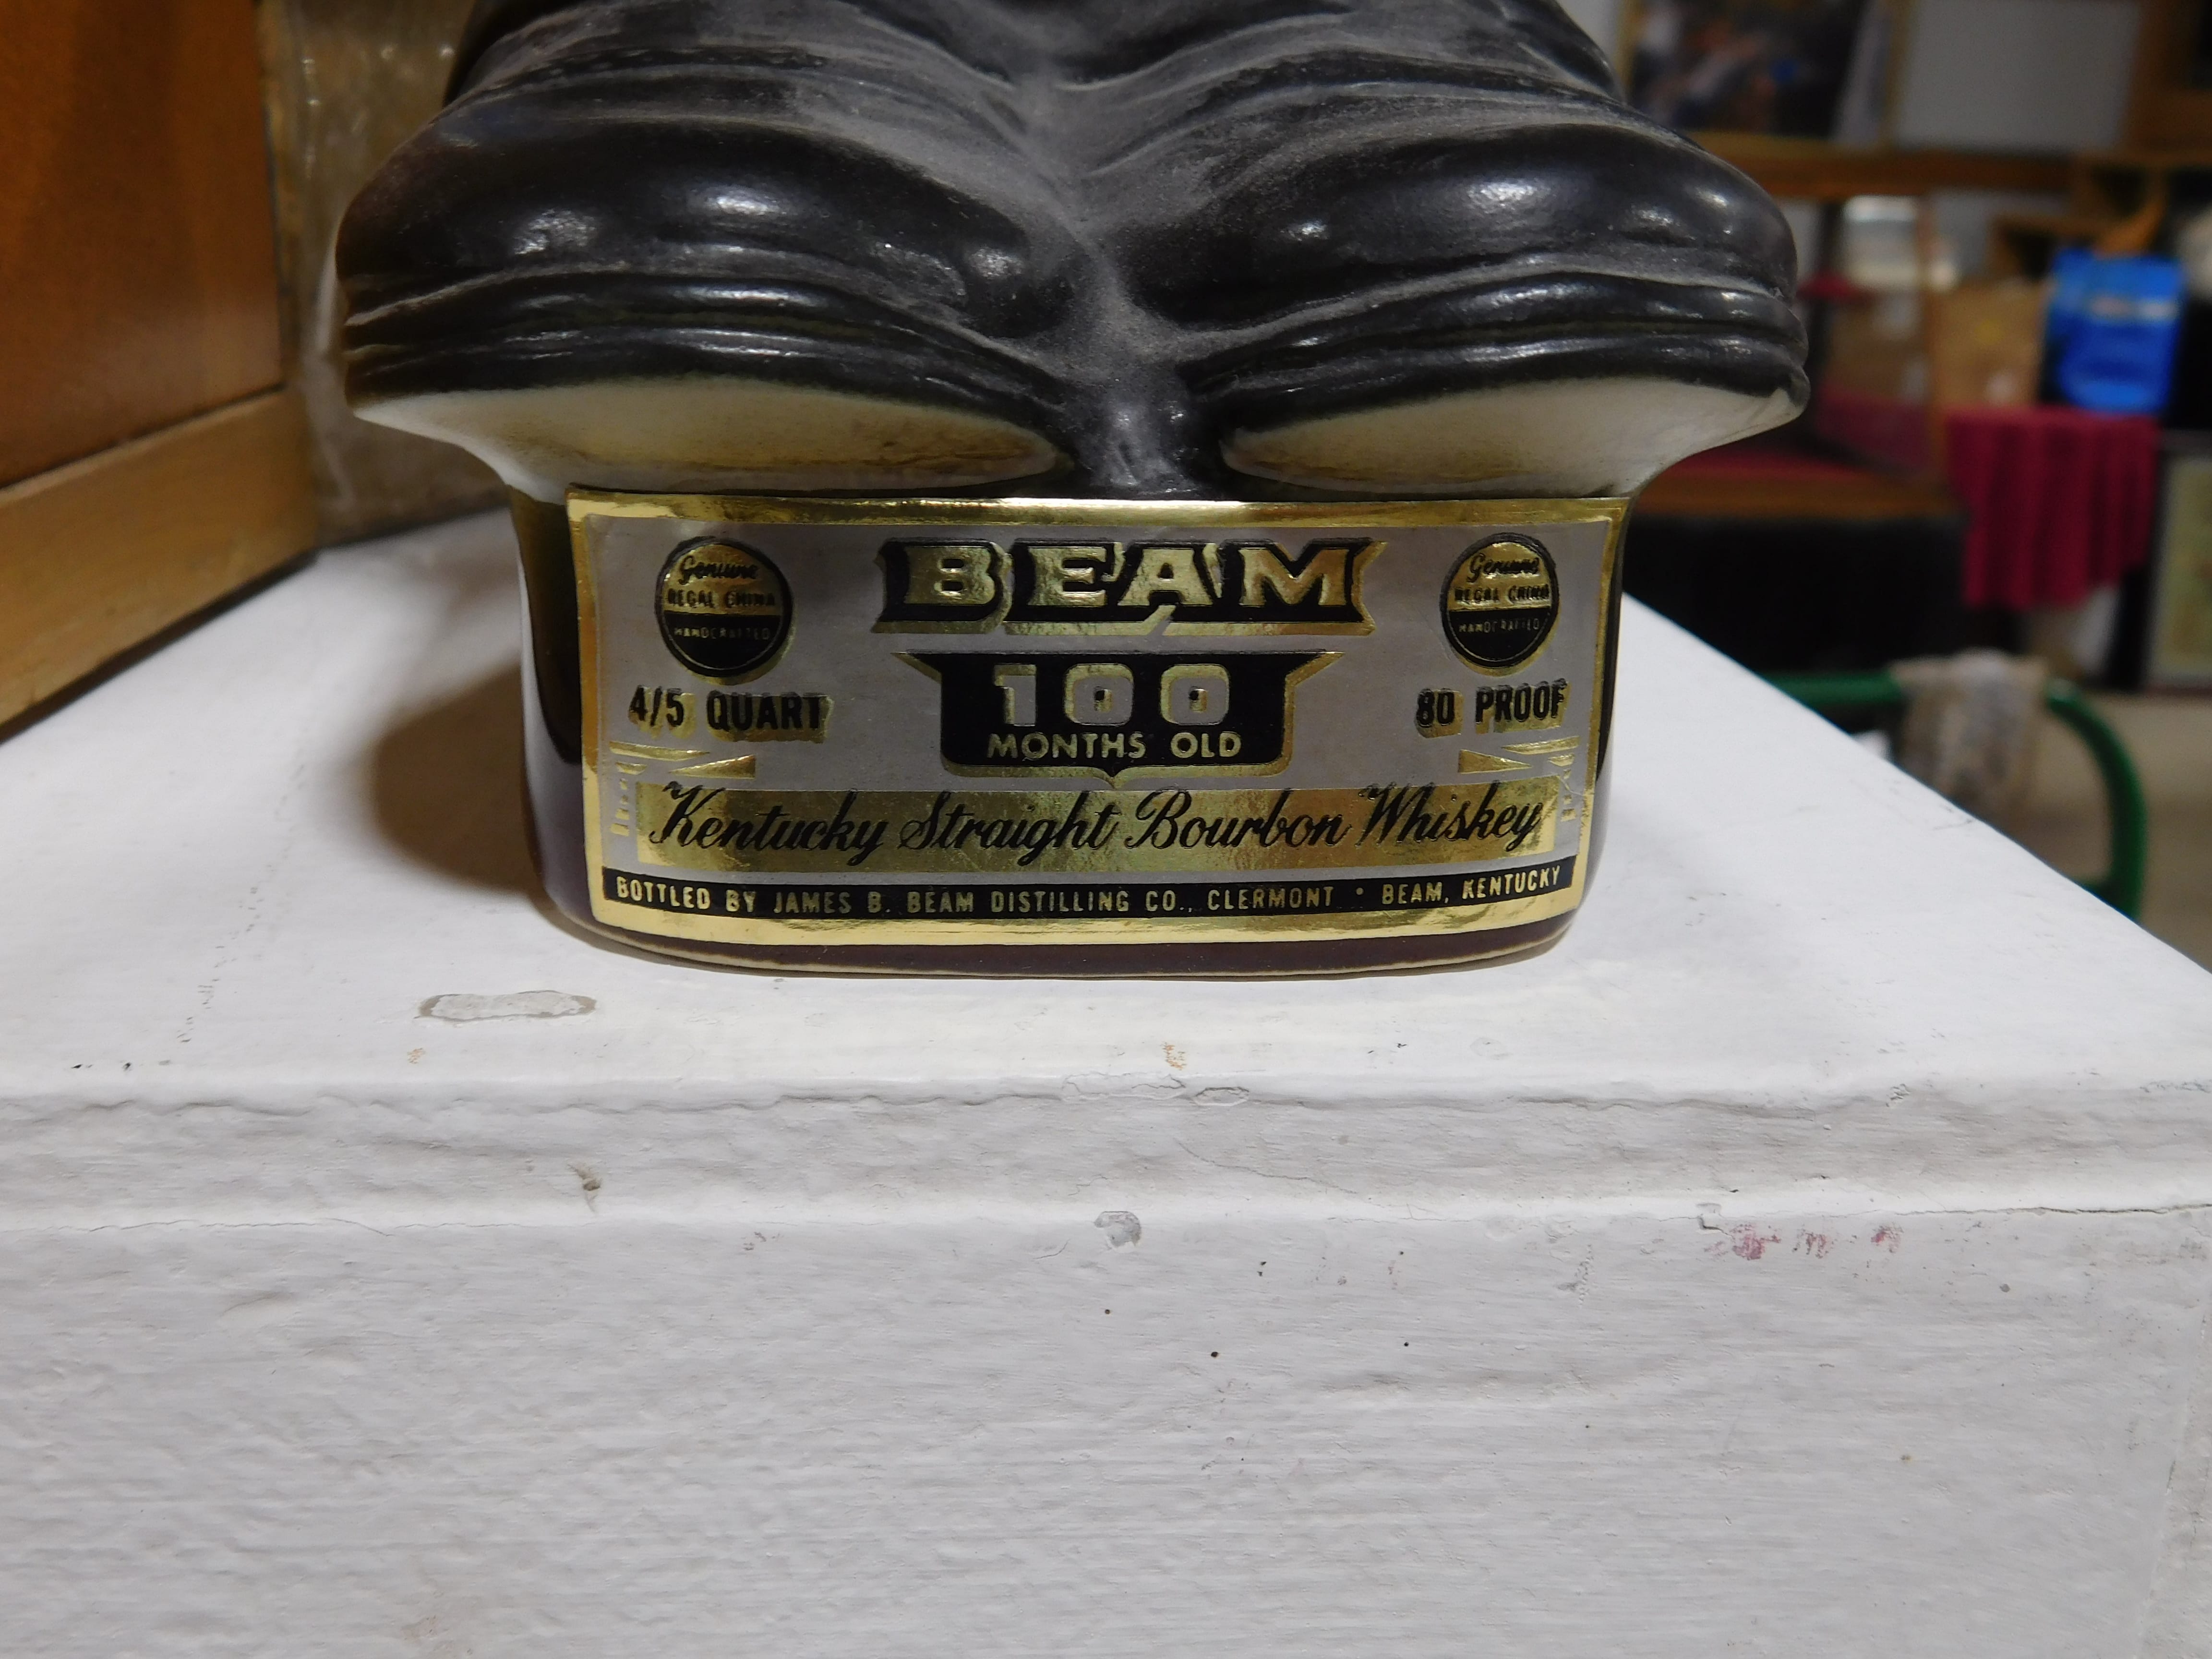 BEAM
Genuine
REGAL CHINA
HANDCRAFTED
Genuine
REGAL CHINA
HANDCRAFTED
4/5 QUART
100
MONTHS OLD
80 PROOF
Kentucky Straight Bourbon Whiskey
BOTTLED BY JAMES B. BEAM DISTILLING CO., CLERMONT • BEAM, KENTUCKY